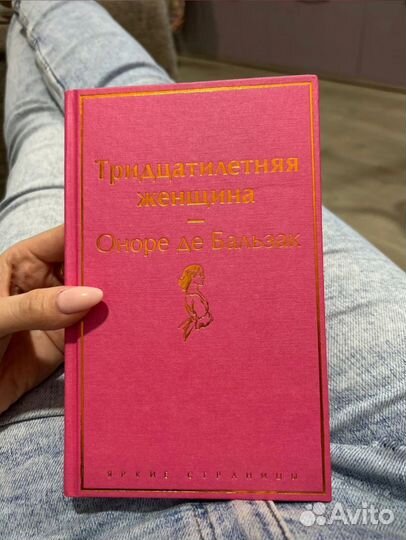 Тридцатилетняя
женщина
Оноре де Бальзак
ЯРКИЕ СТРАНИЦЫ
Avito